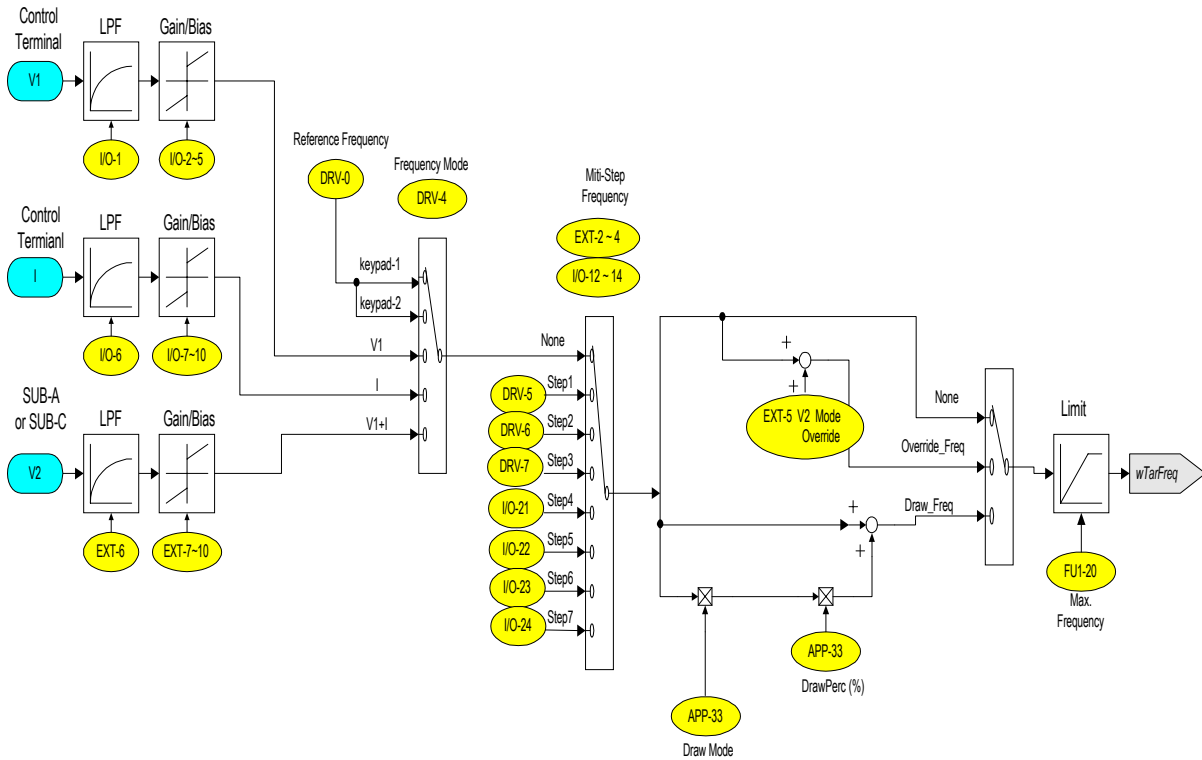 Control
Terminal
LPF
Gain/Bias
V1
I/O-1
I/O-2~5
Control
Termianl
LPF
Gain/Bias
I
I/O-6
I/O-7~10
SUB-A
or SUB-C
LPF
Gain/Bias
V2
EXT-6
EXT-7~10
Reference Frequency
DRV-0
Frequency Mode
DRV-4
keypad-1
keypad-2
V1
I
V1+I
Miti-Step
Frequency
EXT-2 ~ 4
I/O-12 ~ 14
None
DRV-5
Step1
DRV-6
Step2
DRV-7
Step3
I/O-21
Step4
I/O-22
Step5
I/O-23
Step6
I/O-24
Step7
+
+
EXT-5 V2 Mode
Override
+
+
APP-33
Draw Mode
APP-33
DrawPerc (%)
None
Override_Freq
Draw_Freq
Limit
FU1-20
Max.
Frequency
wTarFreq